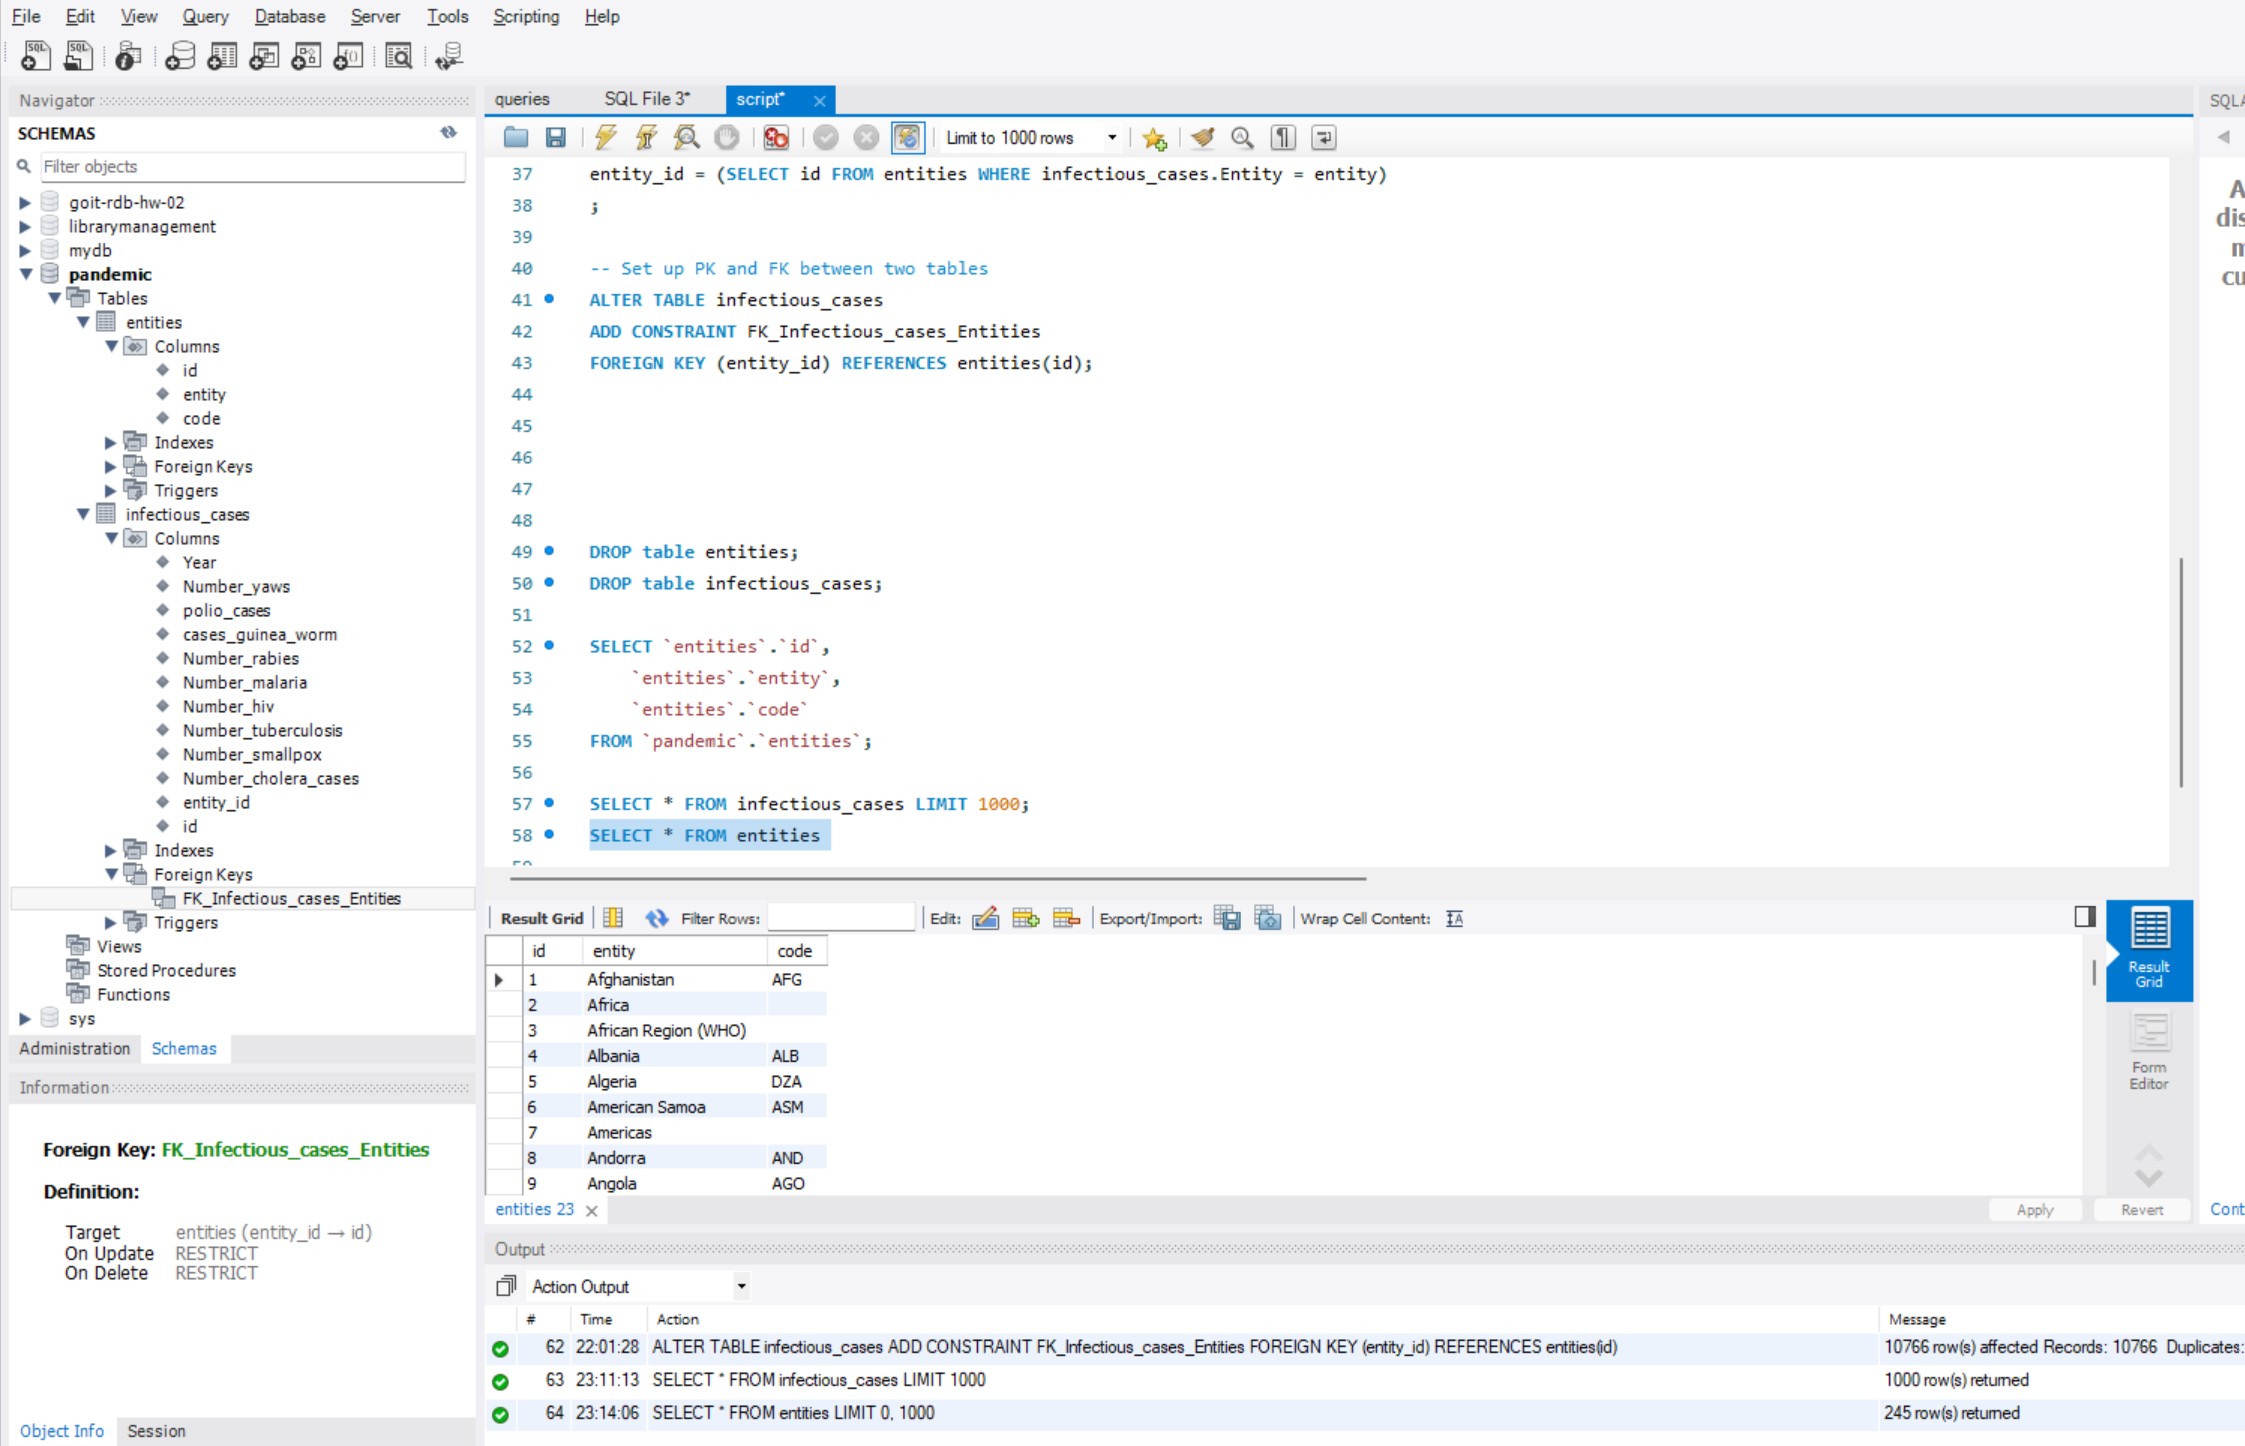 File Edit View Query Database Server Tools Scripting Help
Navigator
SCHEMAS
Filter objects
goit-rdb-hw-02
librarymanagement
mydb
pandemic
Tables
entities
Columns
id
entity
code
Indexes
Foreign Keys
Triggers
infectious_cases
Columns
Year
Number_yaws
polio_cases
cases_guinea_worm
Number_rabies
Number_malaria
Number_hiv
Number_tuberculosis
Number_smallpox
Number_cholera_cases
entity_id
id
Indexes
Foreign Keys
FK_Infectious_cases_Entities
Triggers
Views
Stored Procedures
Functions
sys
Administration Schemas
Information
Foreign Key: FK_Infectious_cases_Entities
Definition:
Target entities (entity_id → id)
On Update RESTRICT
On Delete RESTRICT
Object Info Session
queries SQL File 3* script*
Limit to 1000 rows
37 entity_id = (SELECT id FROM entities WHERE infectious_cases.Entity = entity)
38 ;
39
40 -- Set up PK and FK between two tables
41 ALTER TABLE infectious_cases
42 ADD CONSTRAINT FK_Infectious_cases_Entities
43 FOREIGN KEY (entity_id) REFERENCES entities(id);
44
45
46
47
48
49 DROP table entities;
50 DROP table infectious_cases;
51
52 SELECT `entities`.`id`,
53 `entities`.`entity`,
54 `entities`.`code`
55 FROM `pandemic`.`entities`;
56
57 SELECT * FROM infectious_cases LIMIT 1000;
58 SELECT * FROM entities
Result Grid Filter Rows: Edit: Export/Import: Wrap Cell Content:
id entity code
1 Afghanistan AFG
2 Africa
3 African Region (WHO)
4 Albania ALB
5 Algeria DZA
6 American Samoa ASM
7 Americas
8 Andorra AND
9 Angola AGO
Result
Grid
Form
Editor
entities 23
Apply Revert
Output
Action Output
# Time Action Message
62 22:01:28 ALTER TABLE infectious_cases ADD CONSTRAINT FK_Infectious_cases_Entities FOREIGN KEY (entity_id) REFERENCES entities(id) 10766 row(s) affected Records: 10766 Duplicates:
63 23:11:13 SELECT * FROM infectious_cases LIMIT 1000 1000 row(s) returned
64 23:14:06 SELECT * FROM entities LIMIT 0, 1000 245 row(s) returned